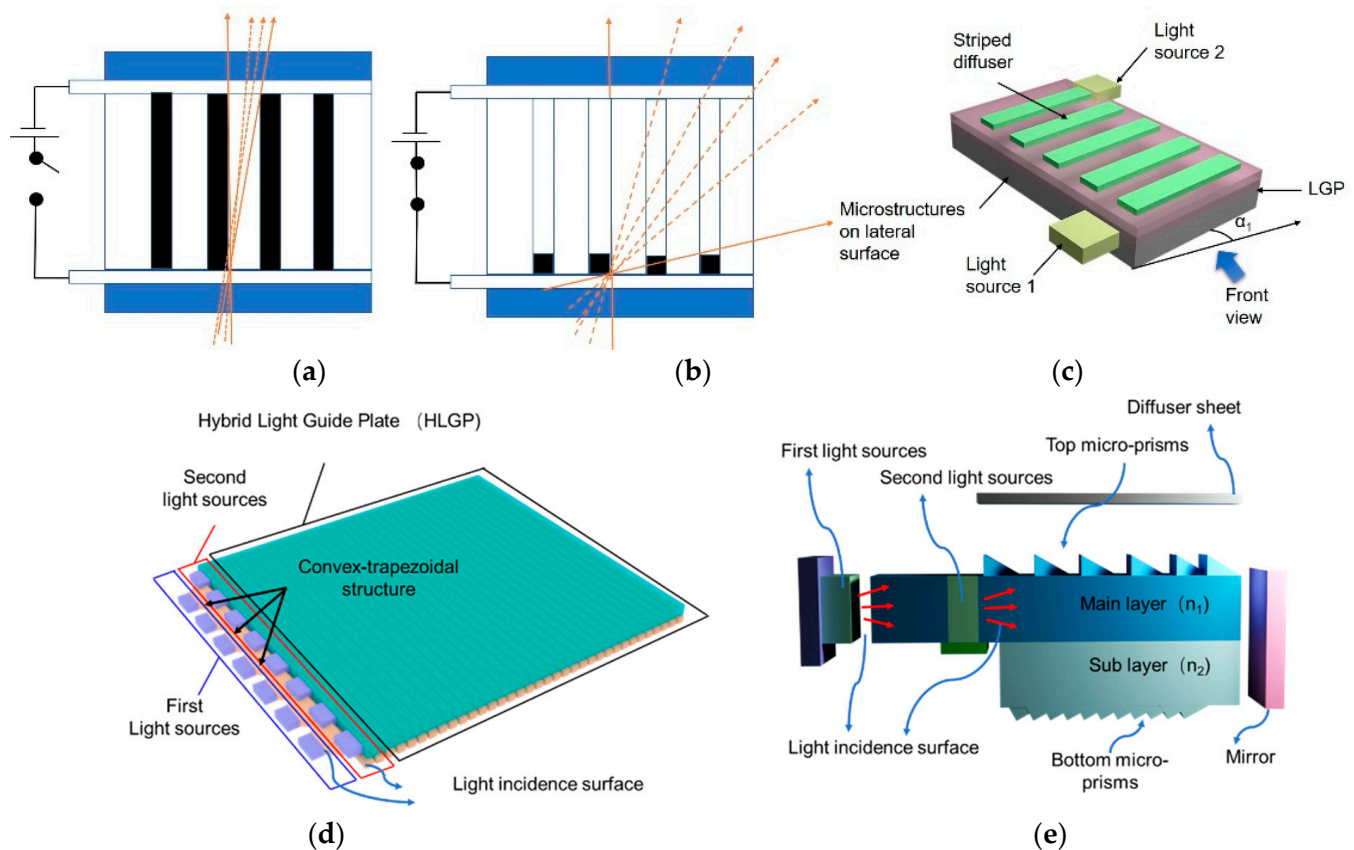 Striped
diffuser
Light
source 2
Microstructures
on lateral
surface
LGP
α1
Light
source 1
Front
view
(a)
(b)
(c)
Hybrid Light Guide Plate （HLGP)
Second
light sources
Convex-trapezoidal
structure
First
Light sources
Light incidence surface
(d)
Diffuser sheet
Top micro-prisms
First light sources
Second light sources
Main layer（n1）
Sub layer（n2）
Light incidence surface
Bottom micro-
prisms
Mirror
(e)